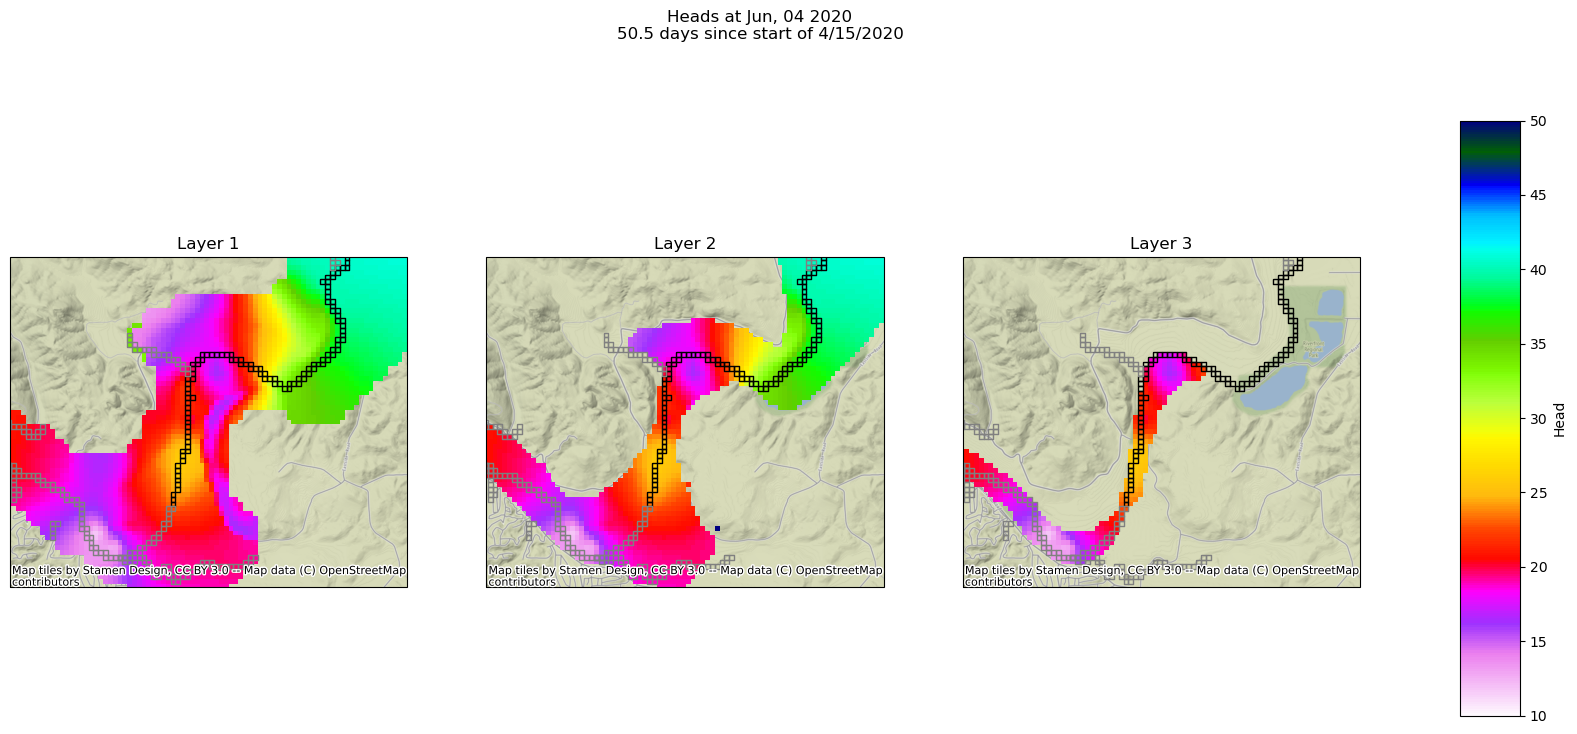 Heads at Jun, 04 2020
50.5 days since start of 4/15/2020
Layer 1
Map tiles by Stamen Design, CC BY 3.0 -- Map data (C) OpenStreetMap
contributors
Layer 2
Map tiles by Stamen Design, CC BY 3.0 -- Map data (C) OpenStreetMap
contributors
Layer 3
Map tiles by Stamen Design, CC BY 3.0 -- Map data (C) OpenStreetMap
contributors
50
45
40
35
30
25
20
15
10
Head